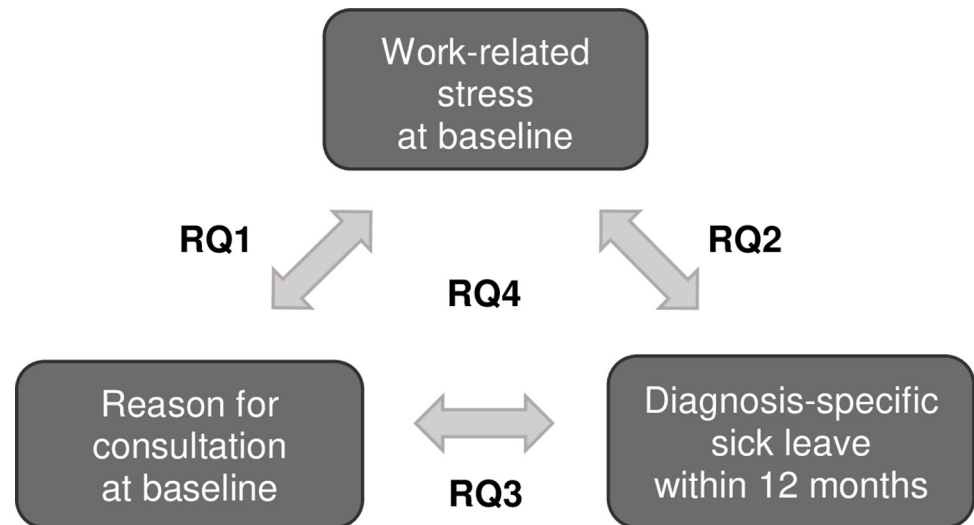 Work-related
stress
at baseline
RQ1
RQ2
RQ4
Reason for
consultation
at baseline
RQ3
Diagnosis-specific
sick leave
within 12 months